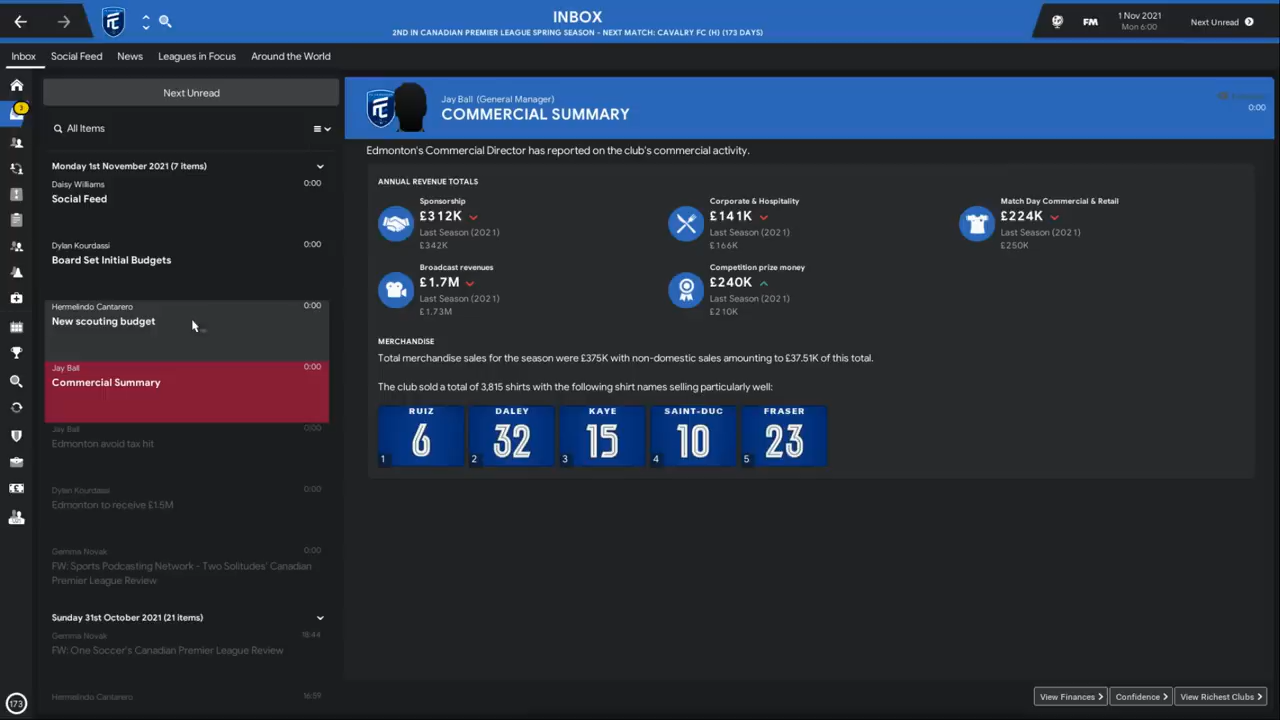 INBOX
2ND IN CANADIAN PREMIER LEAGUE SPRING SEASON - NEXT MATCH: CAVALRY FC (H) (173 DAYS)
FM
1 Nov 2021
Mon 6:00
Next Unread
Inbox
Social Feed
News
Leagues in Focus
Around the World
3
Next Unread
All Items
Monday 1st November 2021 (7 items)
Daisy Williams 0:00
Social Feed
Dylan Kourdassi 0:00
Board Set Initial Budgets
Hermelindo Cantarero 0:00
New scouting budget
Jay Ball 0:00
Commercial Summary
Jay Ball 0:00
Edmonton avoid tax hit
Dylan Kourdassi 0:00
Edmonton to receive £1.5M
Gemma Novak 0:00
FW: Sports Podcasting Network - Two Solitudes' Canadian
Premier League Review
Sunday 31st October 2021 (21 items)
Gemma Novak 18:44
FW: One Soccer's Canadian Premier League Review
Hermelindo Cantarero 16:59
173
Jay Ball (General Manager)
COMMERCIAL SUMMARY
0:00
Edmonton's Commercial Director has reported on the club's commercial activity.
ANNUAL REVENUE TOTALS
Sponsorship
£312K
Last Season (2021)
£342K
Corporate & Hospitality
£141K
Last Season (2021)
£166K
Match Day Commercial & Retail
£224K
Last Season (2021)
£250K
Broadcast revenues
£1.7M
Last Season (2021)
£1.73M
Competition prize money
£240K
Last Season (2021)
£210K
MERCHANDISE
Total merchandise sales for the season were £375K with non-domestic sales amounting to £37.51K of this total.
The club sold a total of 3,815 shirts with the following shirt names selling particularly well:
RUIZ
6
1
DALEY
32
2
KAYE
15
3
SAINT-DUC
10
4
FRASER
23
5
View Finances
Confidence
View Richest Clubs